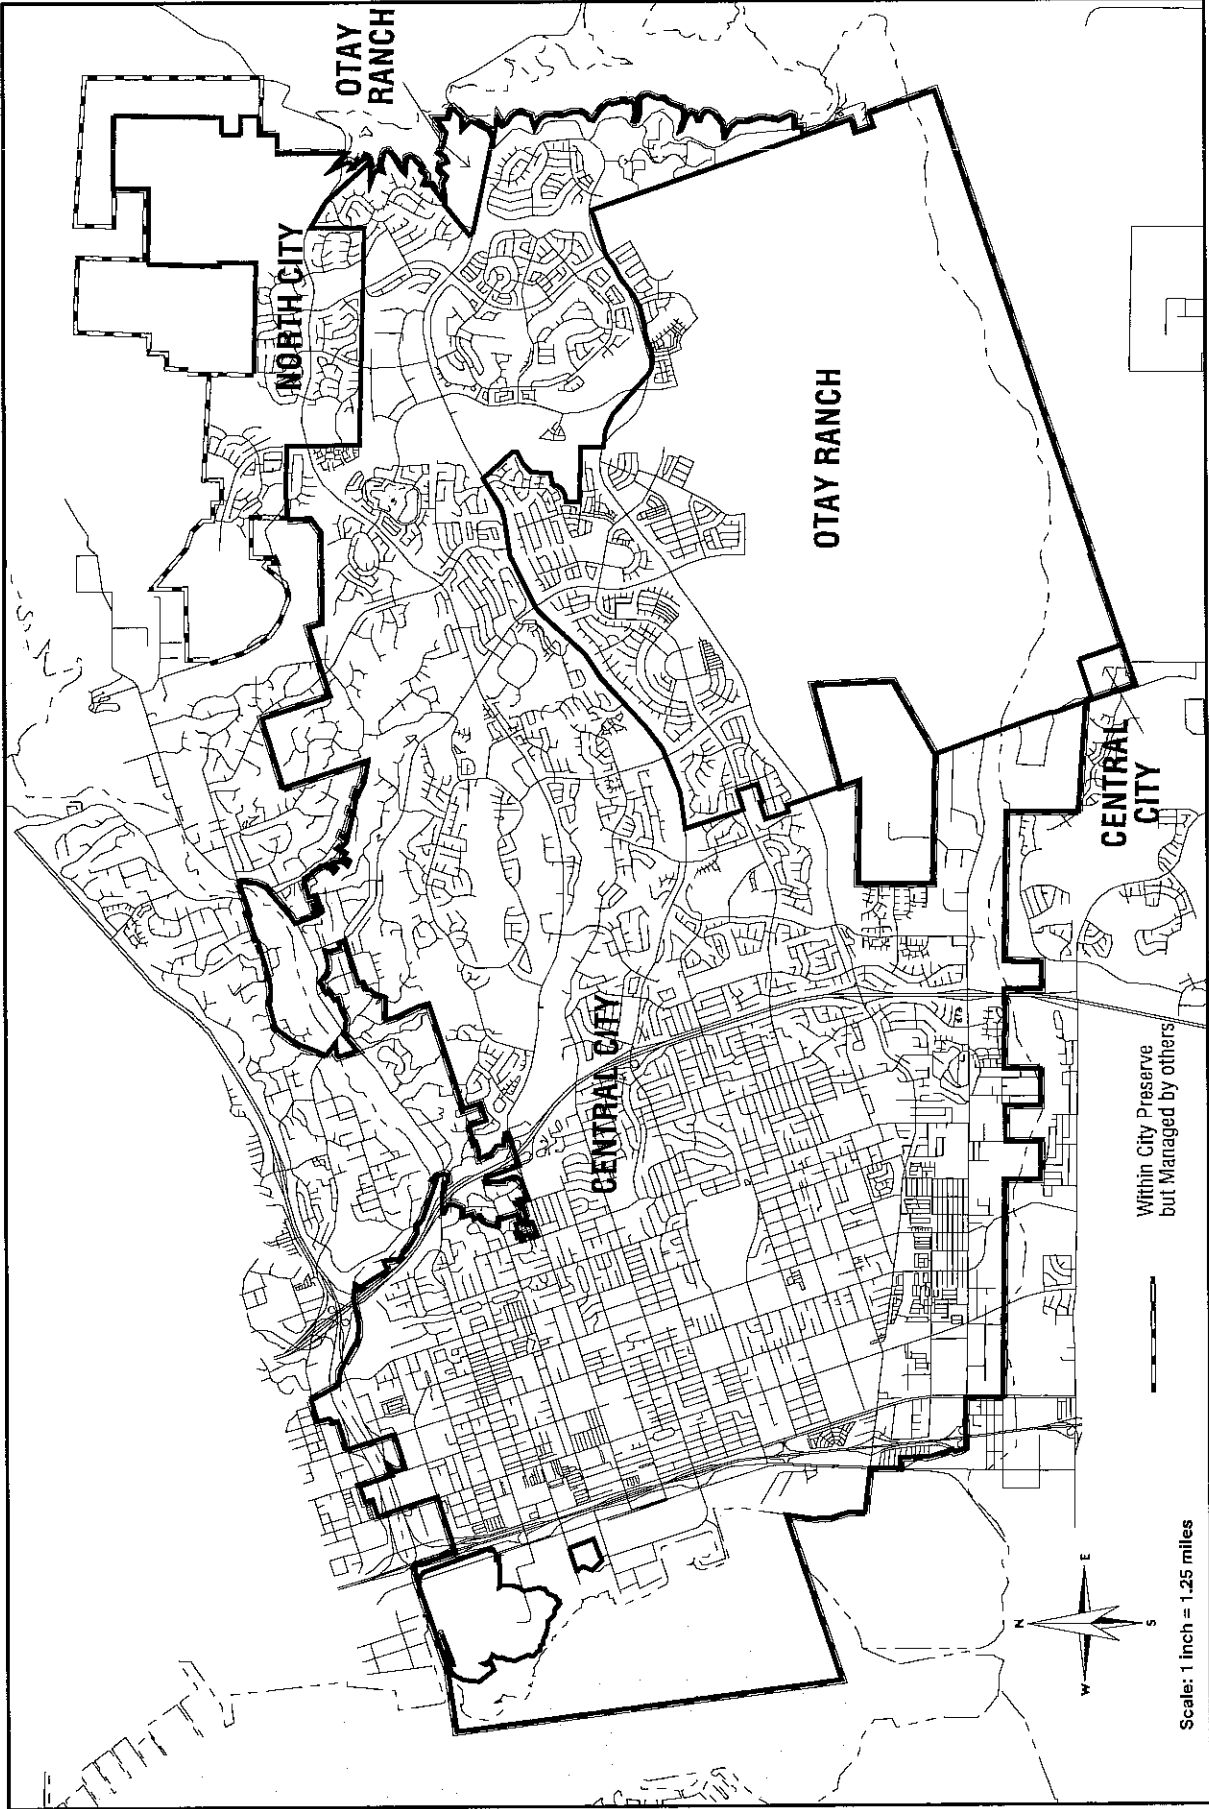 OTAY
RANCH
NORTH CITY
OTAY RANCH
CENTRAL CITY
CENTRAL
CITY
Within City Preserve
but Managed by others
N
W
E
S
Scale: 1 inch = 1.25 miles